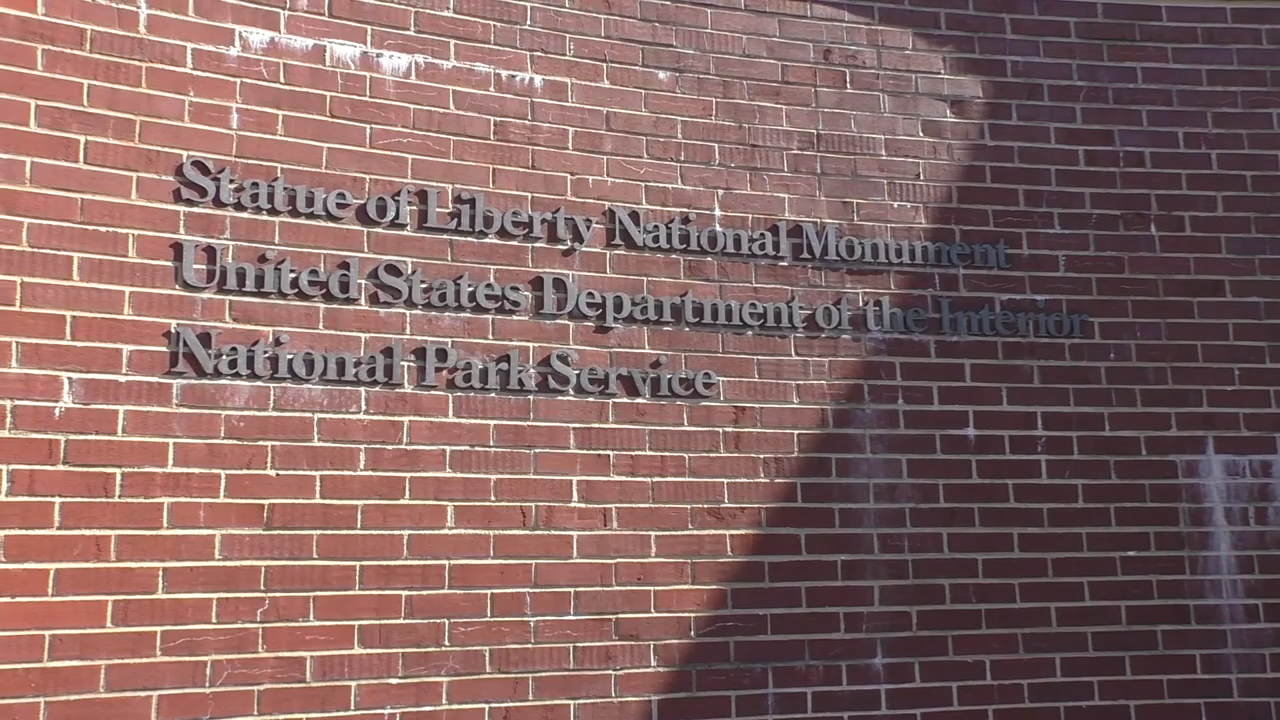 Statue of Liberty National Monument
United States Department of the Interior
National Park Service